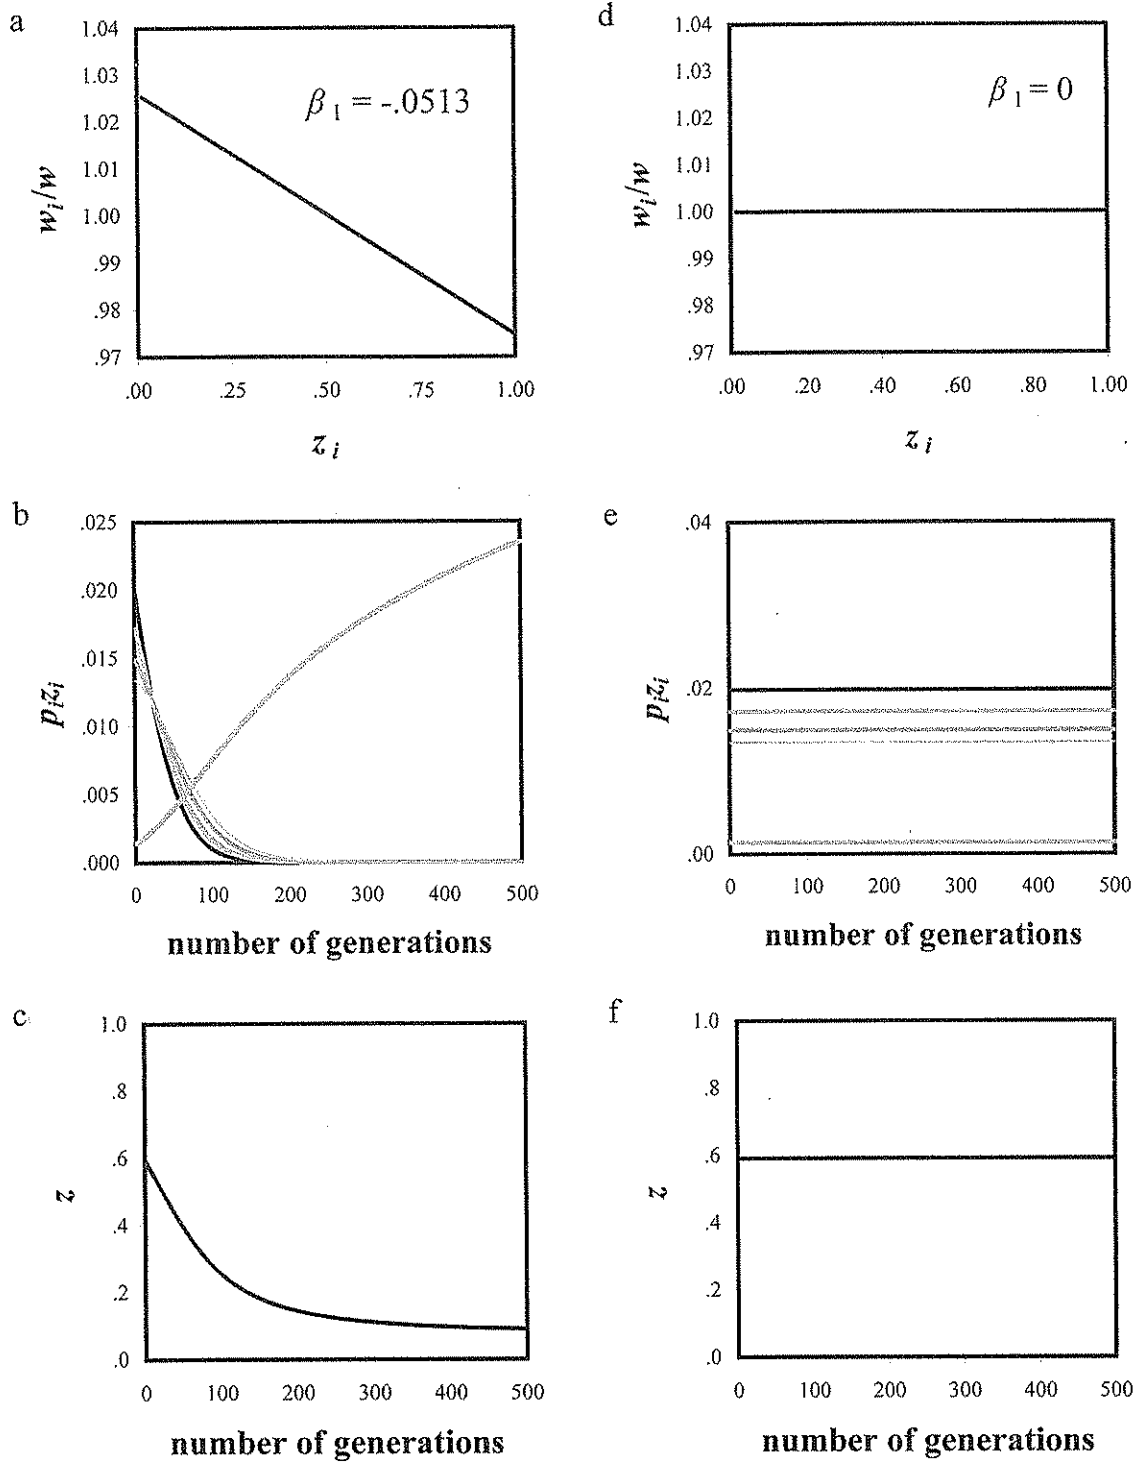 a
1.04
1.03
1.02
1.01
1.00
.99
.98
.97
w_i/w
β_1 = -.0513
.00 .25 .50 .75 1.00
z_i
d
1.04
1.03
1.02
1.01
1.00
.99
.98
.97
w_i/w
β_1 = 0
.00 .20 .40 .60 .80 1.00
z_i
b
.025
.020
.015
.010
.005
.000
p_iz_i
0 100 200 300 400 500
number of generations
e
.04
.02
.00
p_iz_i
0 100 200 300 400 500
number of generations
c
1.0
.8
.6
.4
.2
.0
z
0 100 200 300 400 500
number of generations
f
1.0
.8
.6
.4
.2
.0
z
0 100 200 300 400 500
number of generations